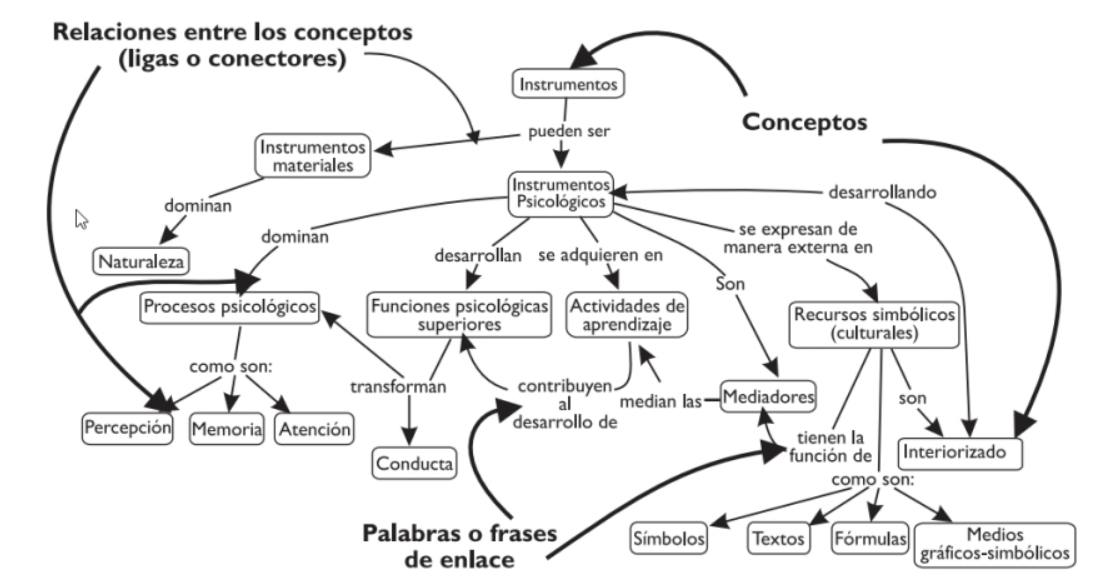 Relaciones entre los conceptos
(ligas o conectores)
Instrumentos
Conceptos
pueden ser
Instrumentos
materiales
Instrumentos
Psicológicos
desarrollando
dominan
se expresan de
manera externa en
dominan
desarrollan
se adquieren en
Naturaleza
Son
Procesos psicológicos
Funciones psicológicas
superiores
Actividades de
aprendizaje
Recursos simbólicos
(culturales)
como son:
transforman
contribuyen
al
desarrollo de
median las
Mediadores
son
Percepción
Memoria
Atención
tienen la
función de
Interiorizado
Conducta
como son:
Palabras o frases
de enlace
Símbolos
Textos
Fórmulas
Medios
gráficos-simbólicos